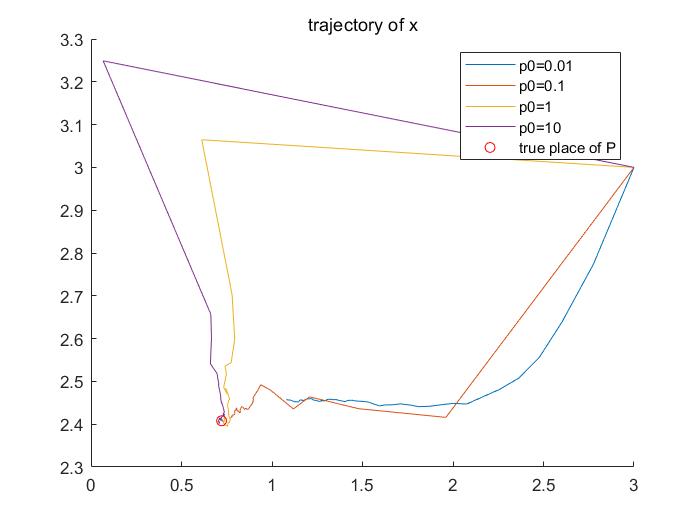 trajectory of x
3.3
3.2
3.1
3
2.9
2.8
2.7
2.6
2.5
2.4
2.3
p0=0.01
p0=0.1
p0=1
p0=10
true place of P
0 0.5 1 1.5 2 2.5 3